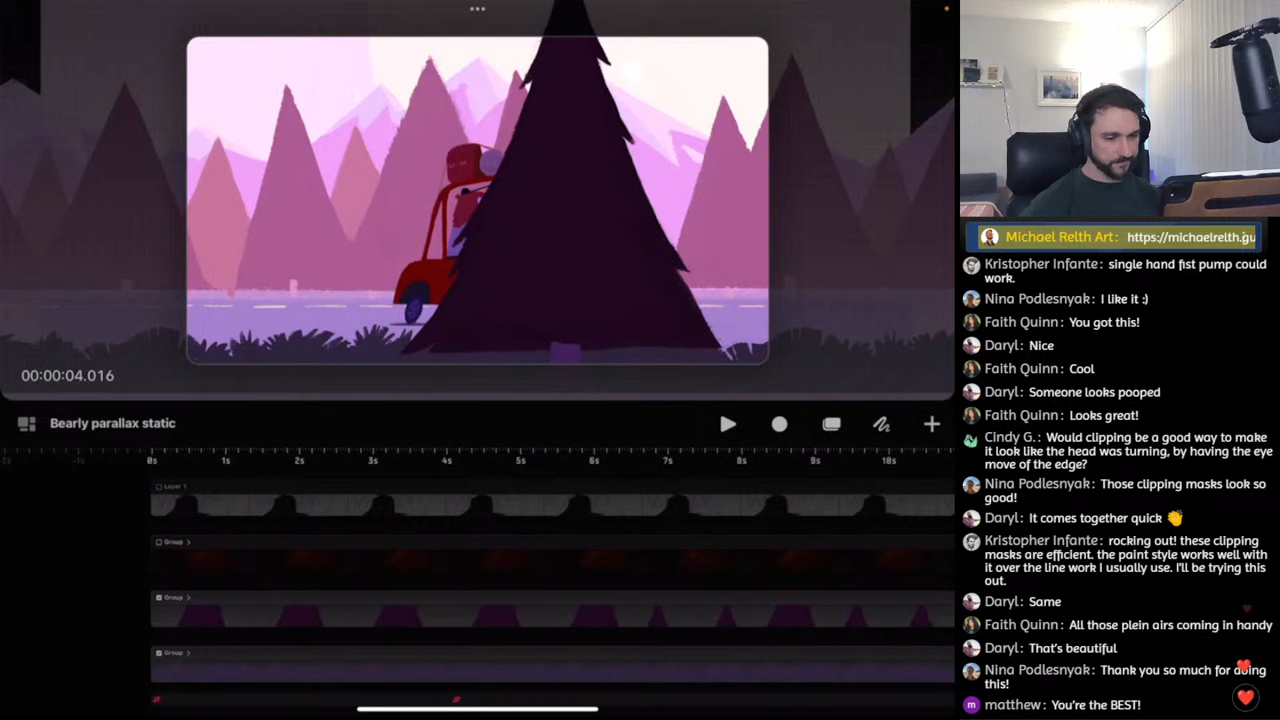 00:00:04.016
Bearly parallax static
-1s
0s 1s 2s 3s 4s 5s 6s 7s 8s 9s 10s
Layer 1
Group >
Group >
Group >
Michael Relth Art: https://michaelrelth.gu
Kristopher Infante: single hand fist pump could
work.
Nina Podlesnyak: I like it :)
Faith Quinn: You got this!
Daryl: Nice
Faith Quinn: Cool
Daryl: Someone looks pooped
Faith Quinn: Looks great!
Cindy G.: Would clipping be a good way to make
it look like the head was turning, by having the eye
move of the edge?
Nina Podlesnyak: Those clipping masks look so
good!
Daryl: It comes together quick 👏
Kristopher Infante: rocking out! these clipping
masks are efficient. the paint style works well with
it over the line work I usually use. I'll be trying this
out.
Daryl: Same
Faith Quinn: All those plein airs coming in handy
Daryl: That's beautiful
Nina Podlesnyak: Thank you so much for doing
this!
m matthew: You're the BEST!